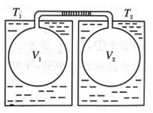 T₁ T₂
V₁ V₂